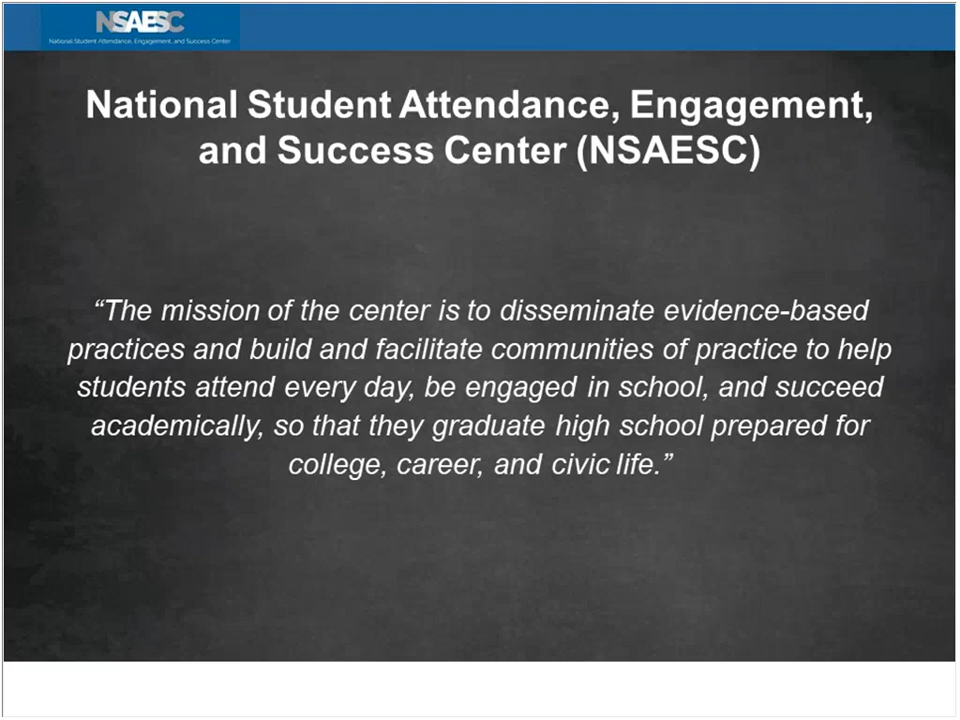 NSAESC
National Student Attendance, Engagement, and Success Center
National Student Attendance, Engagement,
and Success Center (NSAESC)
“The mission of the center is to disseminate evidence-based
practices and build and facilitate communities of practice to help
students attend every day, be engaged in school, and succeed
academically, so that they graduate high school prepared for
college, career, and civic life.”